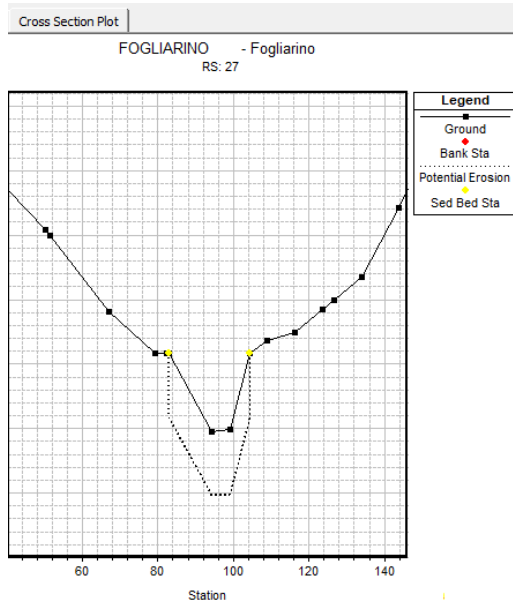 Cross Section Plot
FOGLIARINO - Fogliarino
RS: 27
Legend
Ground
Bank Sta
Potential Erosion
Sed Bed Sta
60 80 100 120 140
Station